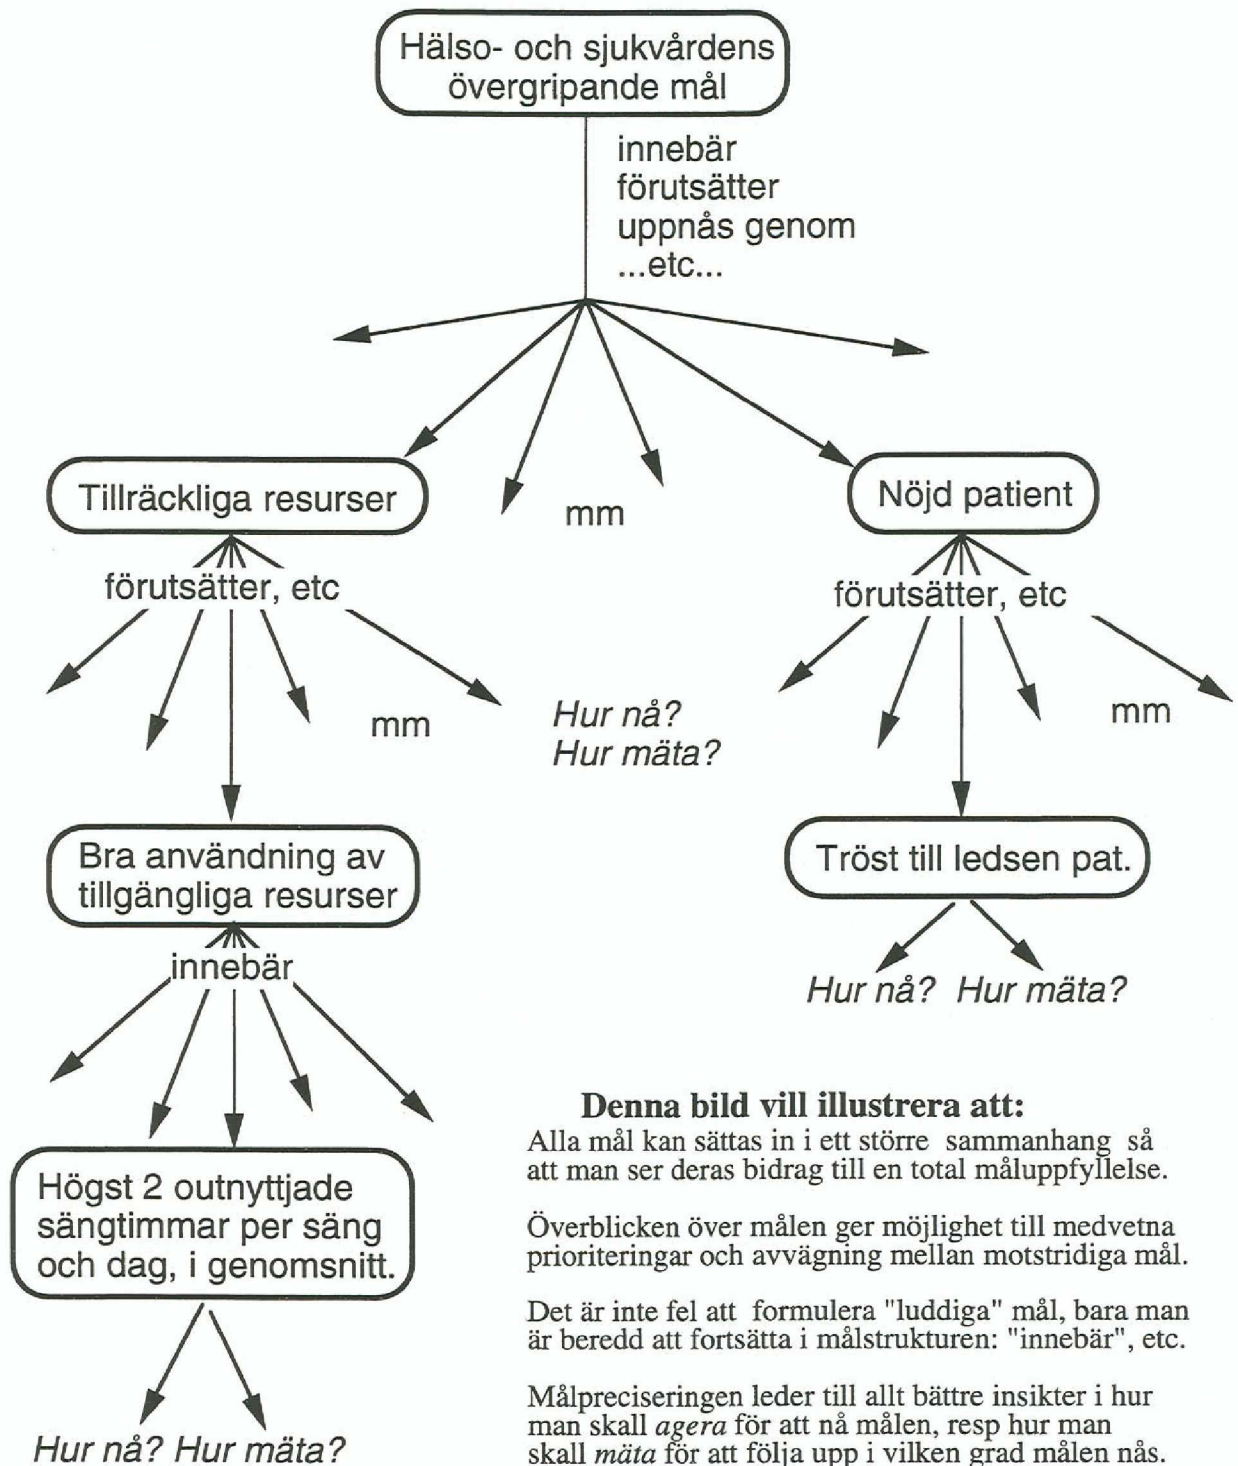 Hälso- och sjukvårdens
övergripande mål
innebär
förutsätter
uppnås genom
...etc...
Tillräckliga resurser
mm
Nöjd patient
förutsätter, etc
förutsätter, etc
mm
Hur nå?
Hur mäta?
mm
Bra användning av
tillgängliga resurser
Tröst till ledsen pat.
innebär
Hur nå? Hur mäta?
Högst 2 outnyttjade
sängtimmar per säng
och dag, i genomsnitt.
Hur nå? Hur mäta?
Denna bild vill illustrera att:
Alla mål kan sättas in i ett större sammanhang så
att man ser deras bidrag till en total måluppfyllelse.
Överblicken över målen ger möjlighet till medvetna
prioriteringar och avvägning mellan motstridiga mål.
Det är inte fel att formulera "luddiga" mål, bara man
är beredd att fortsätta i målstrukturen: "innebär", etc.
Målpreciseringen leder till allt bättre insikter i hur
man skall agera för att nå målen, resp hur man
skall mäta för att följa upp i vilken grad målen nås.